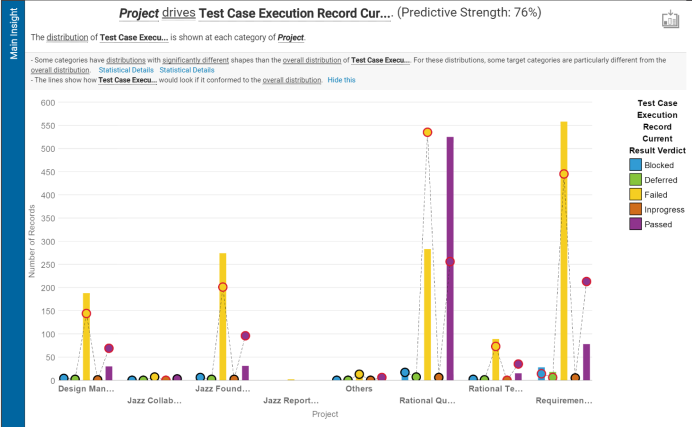 Main Insight
Project drives Test Case Execution Record Cur... (Predictive Strength: 76%)
The distribution of Test Case Execu... is shown at each category of Project.
- Some categories have distributions with significantly different shapes than the overall distribution of Test Case Execu... For these distributions, some target categories are particularly different from the
overall distribution. Statistical Details Statistical Details
- The lines show how Test Case Execu... would look if it conformed to the overall distribution. Hide this
600
550
500
450
400
350
300
250
200
150
100
50
0
Number of Records
Design Man...
Jazz Collab...
Jazz Found...
Jazz Report...
Others
Rational Qu...
Rational Te...
Requiremen...
Project
Test Case
Execution
Record
Current
Result Verdict
Blocked
Deferred
Failed
Inprogress
Passed